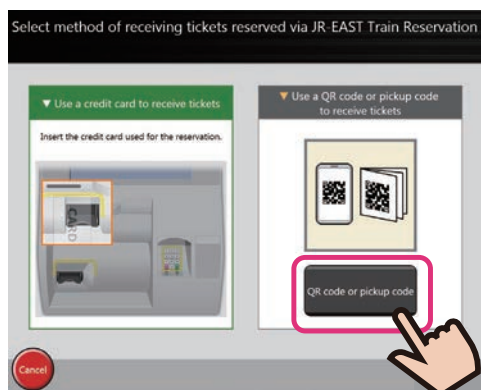 Select method of receiving tickets reserved via JR-EAST Train Reservation
▼ Use a credit card to receive tickets
Insert the credit card used for the reservation.
CARD
▼ Use a QR code or pickup code
to receive tickets
QR code or pickup code
Cancel